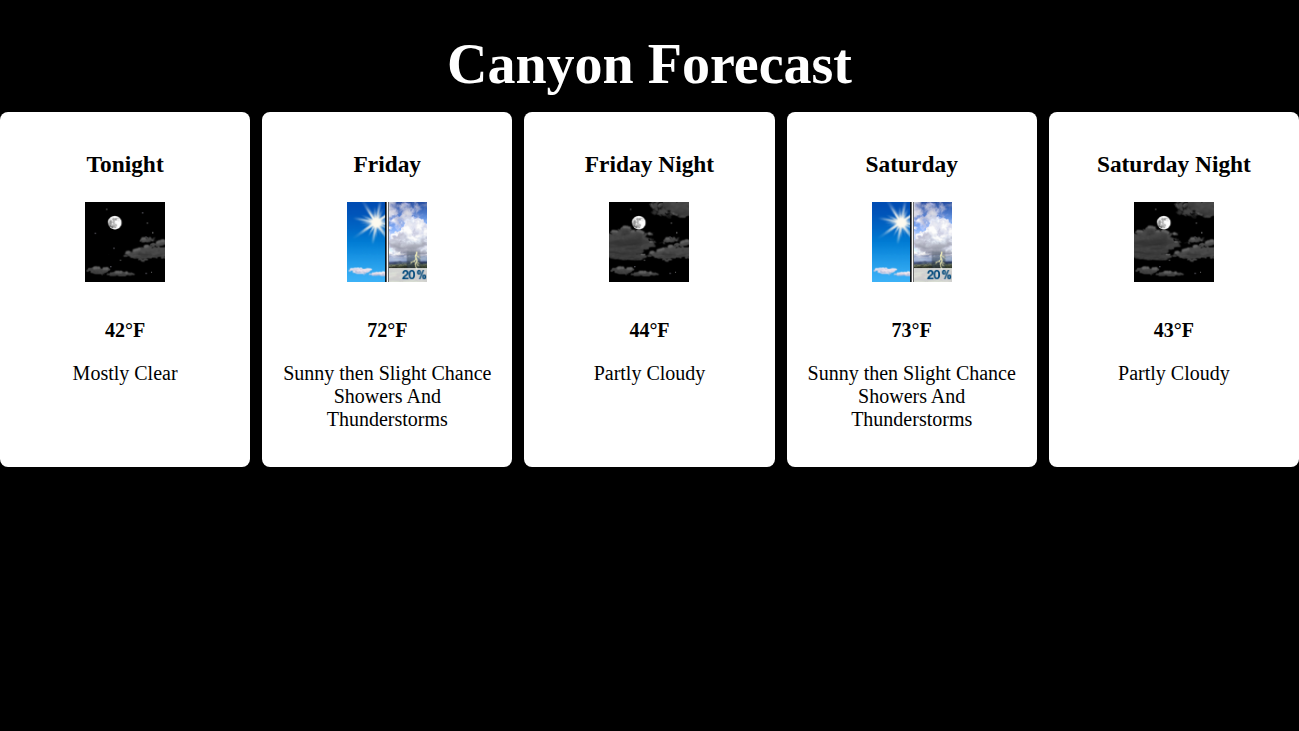 Canyon Forecast
Tonight
42°F
Mostly Clear
Friday
20%
72°F
Sunny then Slight Chance
Showers And
Thunderstorms
Friday Night
44°F
Partly Cloudy
Saturday
20%
73°F
Sunny then Slight Chance
Showers And
Thunderstorms
Saturday Night
43°F
Partly Cloudy